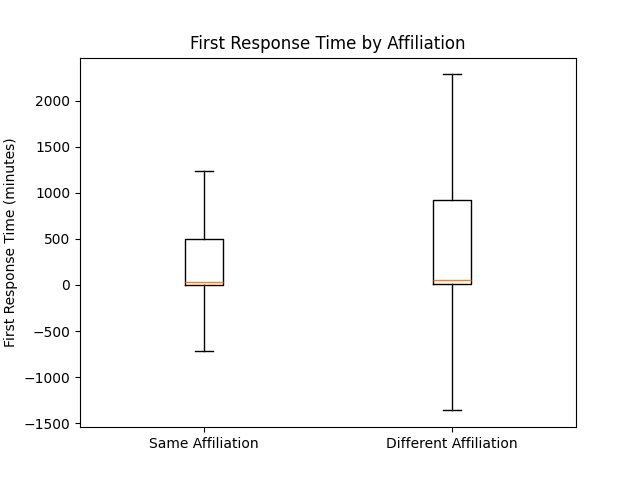 First Response Time by Affiliation
First Response Time (minutes)
2000
1500
1000
500
0
−500
−1000
−1500
Same Affiliation
Different Affiliation